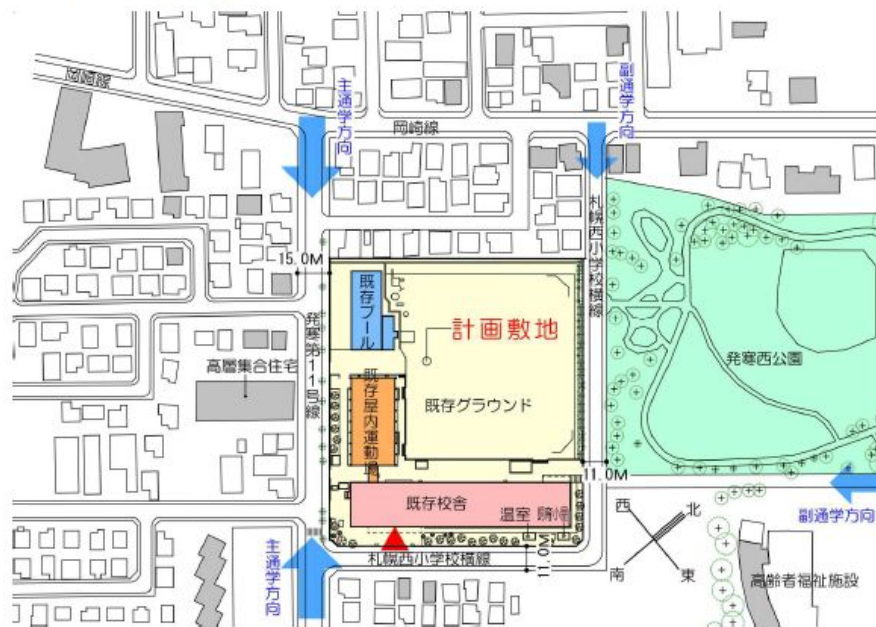 岡崎線
主通学方向
岡崎線
副通学方向
札幌西小学校横線
15.0M
既存プール
計画敷地
発寒第11号線
高層集合住宅
既存屋内運動場
既存グラウンド
発寒西公園
11.0M
既存校舎
温室
西
北
南
東
副通学方向
主通学方向
札幌西小学校横線
11.0M
高齢者福祉施設